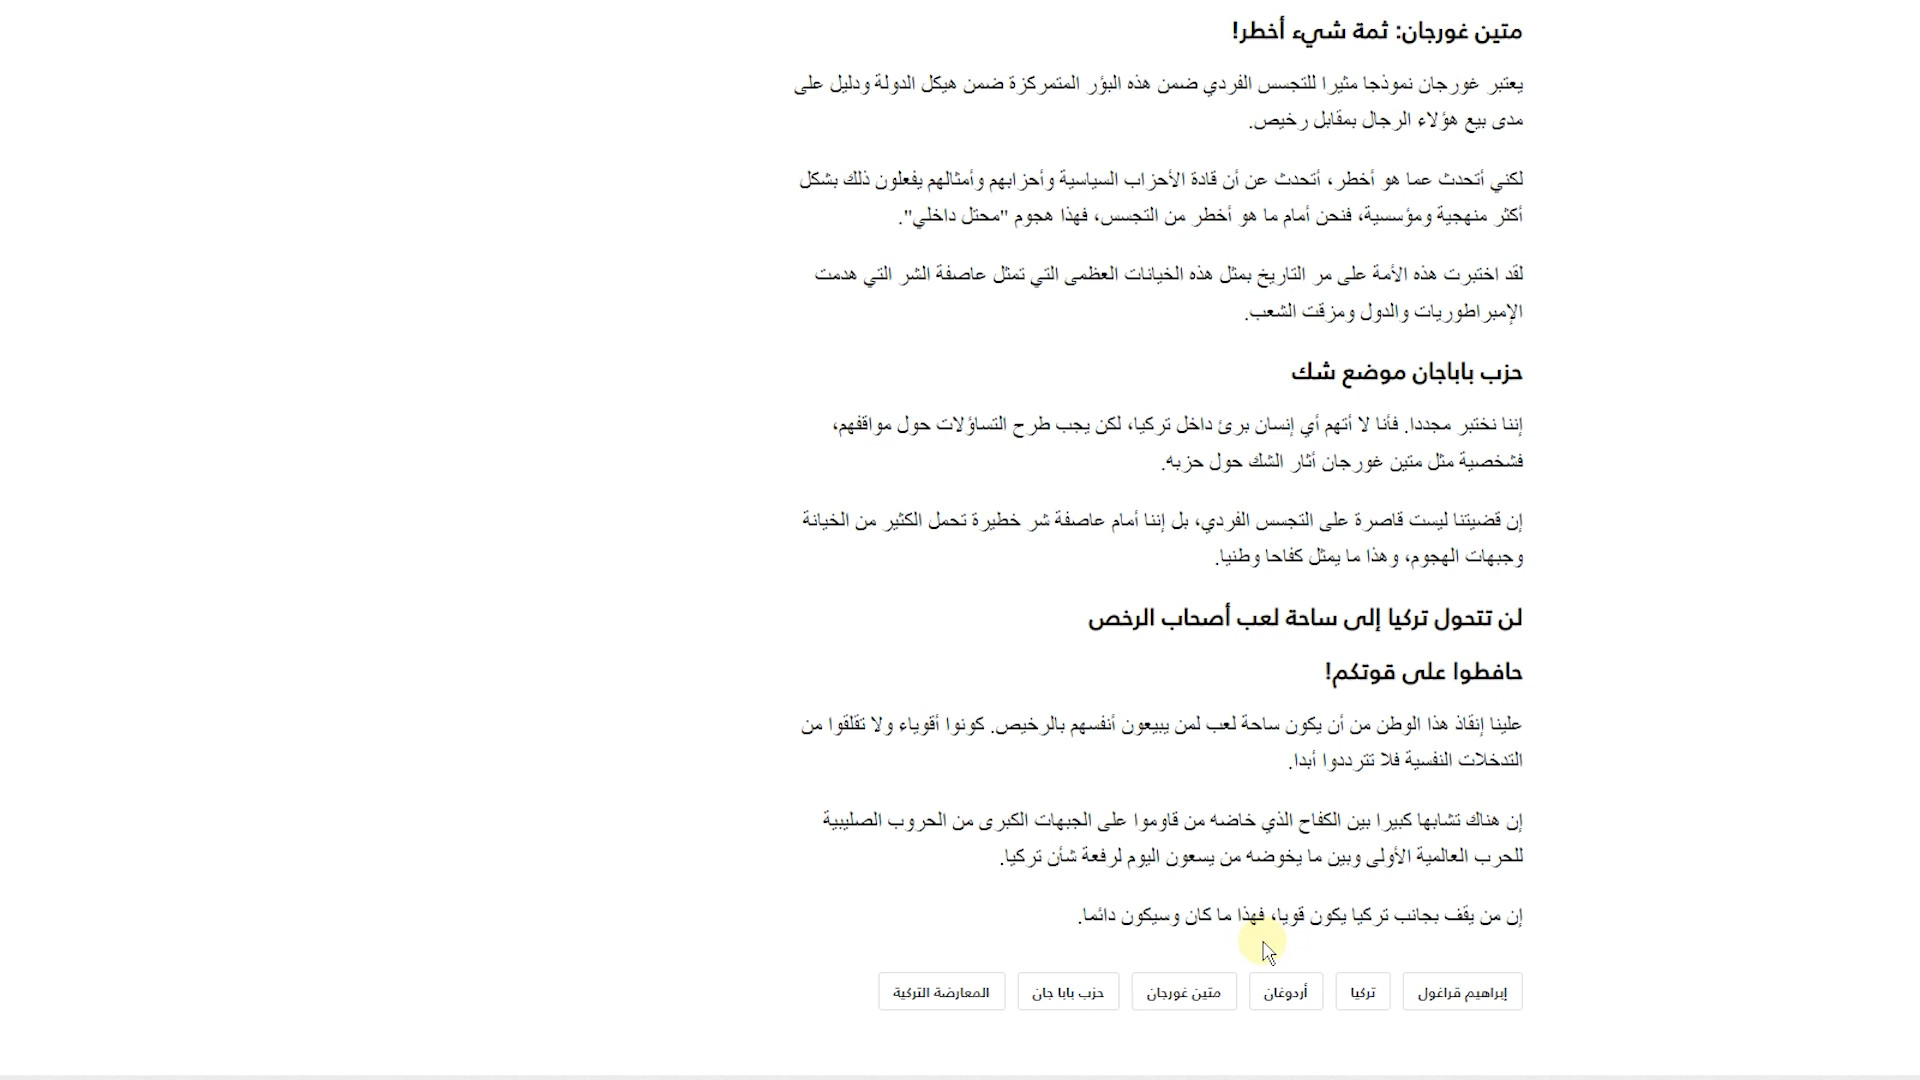 متين غورجان: ثمة شيء أخطر!
يعتبر غورجان نموذجا مثيرا للتجسس الفردي ضمن هذه البؤر المتمركزة ضمن هيكل الدولة ودليل على
مدى بيع هؤلاء الرجال بمقابل رخيص.
لكني أتحدث عما هو أخطر، أتحدث عن أن قادة الأحزاب السياسية وأحزابهم وأمثالهم يفعلون ذلك بشكل
أكثر منهجية ومؤسسية، فنحن أمام ما هو أخطر من التجسس، فهذا هجوم "محتل داخلي".
لقد اختبرت هذه الأمة على مر التاريخ بمثل هذه الخيانات العظمى التي تمثل عاصفة الشر التي هدمت
الإمبراطوريات والدول ومزقت الشعب.
حزب باباجان موضع شك
إننا نختبر مجددا. فأنا لا أتهم أي إنسان برئ داخل تركيا، لكن يجب طرح التساؤلات حول مواقفهم،
فشخصية مثل متين غورجان أثار الشك حول حزبه.
إن قضيتنا ليست قاصرة على التجسس الفردي، بل إننا أمام عاصفة شر خطيرة تحمل الكثير من الخيانة
وجبهات الهجوم، وهذا ما يمثل كفاحا وطنيا.
لن تتحول تركيا إلى ساحة لعب أصحاب الرخص
حافطوا على قوتكم!
علينا إنقاذ هذا الوطن من أن يكون ساحة لعب لمن يبيعون أنفسهم بالرخيص. كونوا أقوياء ولا تقلقوا من
التدخلات النفسية فلا تترددوا أبدا.
إن هناك تشابها كبيرا بين الكفاح الذي خاضه من قاوموا على الجبهات الكبرى من الحروب الصليبية
للحرب العالمية الأولى وبين ما يخوضه من يسعون اليوم لرفعة شأن تركيا.
إن من يقف بجانب تركيا يكون قويا، فهذا ما كان وسيكون دائما.
إبراهيم قراغول تركيا أردوغان متين غورجان حزب بابا جان المعارضة التركية